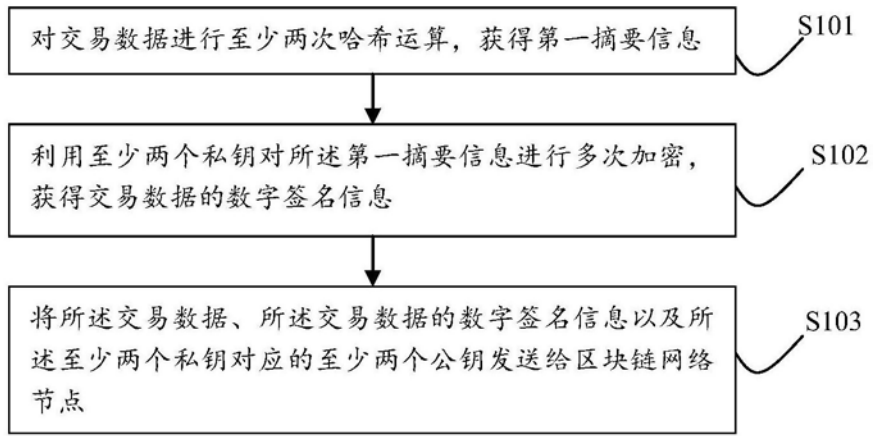 对交易数据进行至少两次哈希运算，获得第一摘要信息
S101
利用至少两个私钥对所述第一摘要信息进行多次加密，
获得交易数据的数字签名信息
S102
将所述交易数据、所述交易数据的数字签名信息以及所
述至少两个私钥对应的至少两个公钥发送给区块链网络
节点
S103